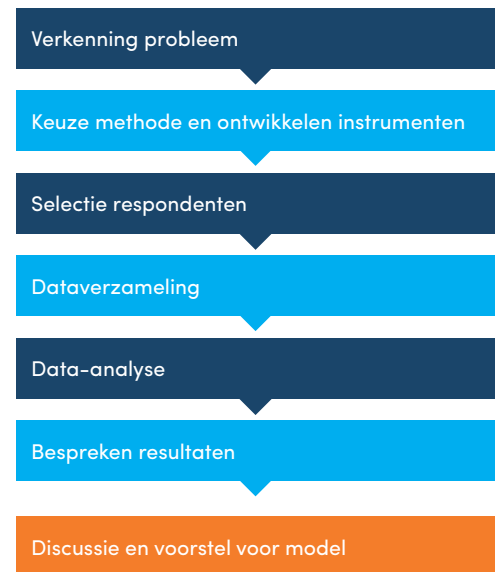 Verkenning probleem
Keuze methode en ontwikkelen instrumenten
Selectie respondenten
Dataverzameling
Data-analyse
Bespreken resultaten
Discussie en voorstel voor model